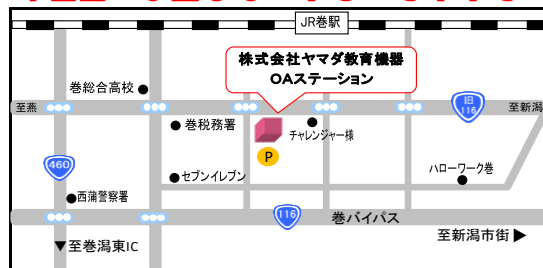 JR巻駅
株式会社ヤマダ教育機器
OAステーション
巻総合高校
至燕
旧
116
至新潟
巻税務署
チャレンジャー様
P
460
セブンイレブン
ハローワーク巻
西蒲警察署
116
巻バイパス
至新潟市街▶
▼至巻潟東IC